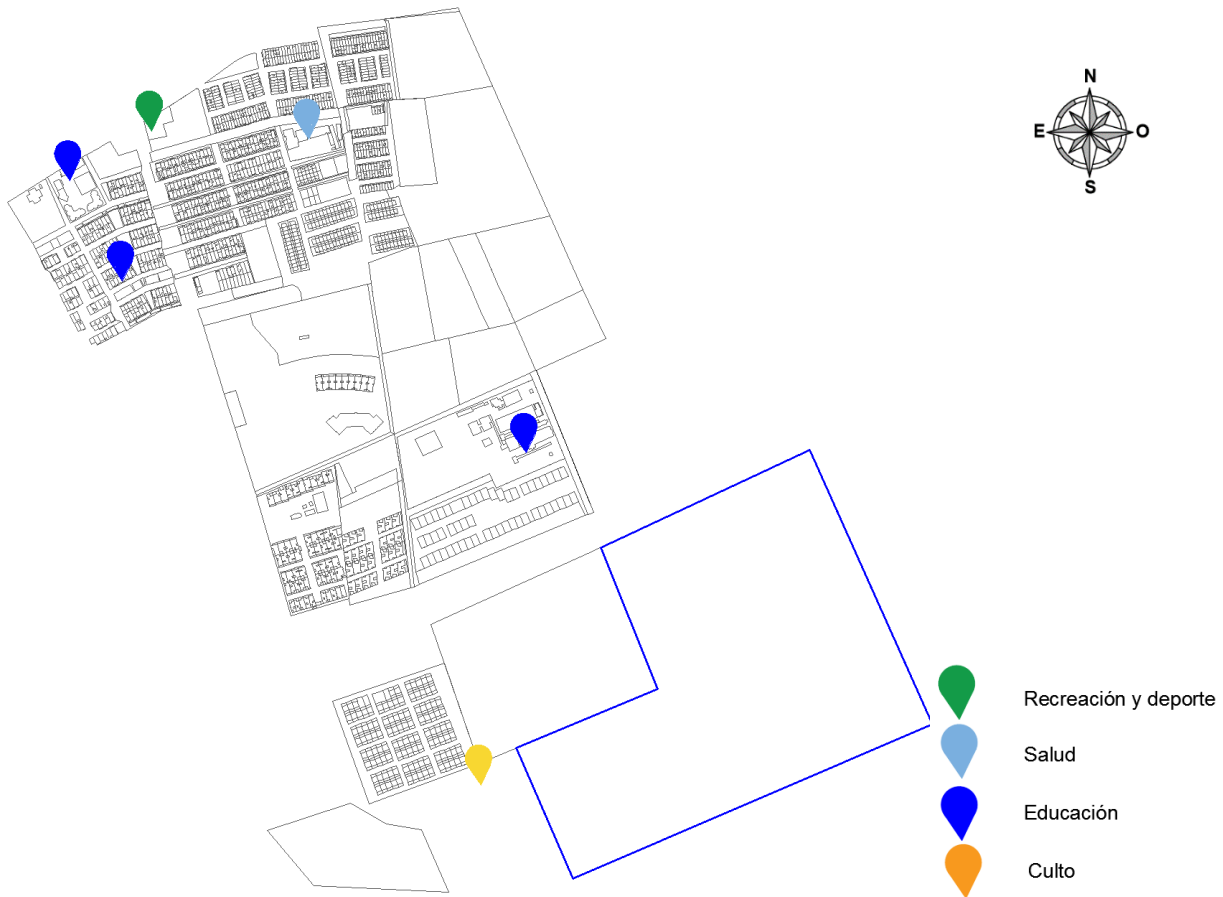 N
E
O
S
Recreación y deporte
Salud
Educación
Culto